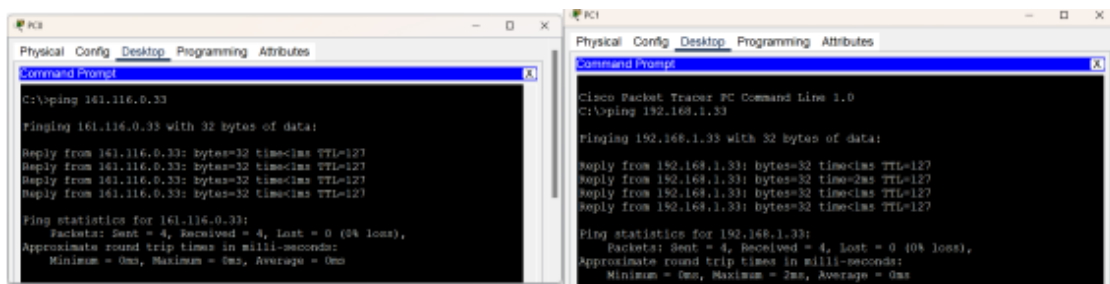 PC0
Physical Config Desktop Programming Attributes
Command Prompt X
C:\>ping 161.116.0.33
Pinging 161.116.0.33 with 32 bytes of data:
Reply from 161.116.0.33: bytes=32 time<1ms TTL=127
Reply from 161.116.0.33: bytes=32 time<1ms TTL=127
Reply from 161.116.0.33: bytes=32 time<1ms TTL=127
Reply from 161.116.0.33: bytes=32 time<1ms TTL=127
Ping statistics for 161.116.0.33:
Packets: Sent = 4, Received = 4, Lost = 0 (0% loss),
Approximate round trip times in milli-seconds:
Minimum = 0ms, Maximum = 0ms, Average = 0ms
PC1
Physical Config Desktop Programming Attributes
Command Prompt X
Cisco Packet Tracer PC Command Line 1.0
C:\>ping 192.168.1.33
Pinging 192.168.1.33 with 32 bytes of data:
Reply from 192.168.1.33: bytes=32 time<1ms TTL=127
Reply from 192.168.1.33: bytes=32 time=2ms TTL=127
Reply from 192.168.1.33: bytes=32 time<1ms TTL=127
Reply from 192.168.1.33: bytes=32 time<1ms TTL=127
Ping statistics for 192.168.1.33:
Packets: Sent = 4, Received = 4, Lost = 0 (0% loss),
Approximate round trip times in milli-seconds:
Minimum = 0ms, Maximum = 2ms, Average = 0ms